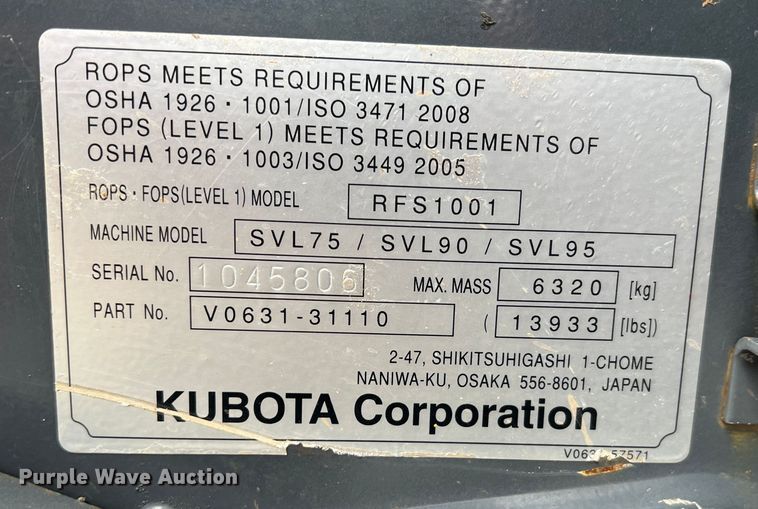 ROPS MEETS REQUIREMENTS OF
OSHA 1926・1001/ISO 3471 2008
FOPS (LEVEL 1) MEETS REQUIREMENTS OF
OSHA 1926・1003/ISO 3449 2005
ROPS・FOPS(LEVEL 1) MODEL RFS1001
MACHINE MODEL SVL75 / SVL90 / SVL95
SERIAL No. 1045806 MAX. MASS 6320 [kg]
PART No. V0631-31110 (13933 [lbs])
2-47, SHIKITSUHIGASHI 1-CHOME
NANIWA-KU, OSAKA 556-8601, JAPAN
KUBOTA Corporation
Purple Wave Auction